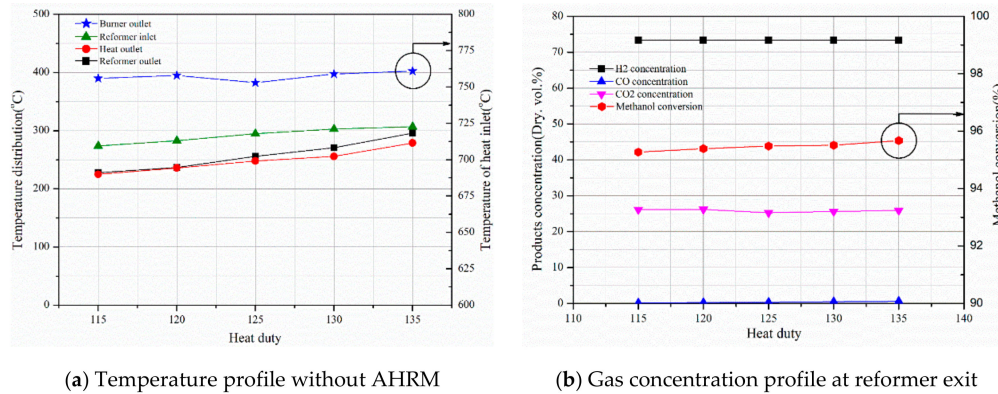 500
400
300
200
100
0
Temperature distribution(°C)
Burner outlet
Reformer inlet
Heat outlet
Reformer outlet
800
775
750
725
700
675
650
625
600
Temperature of heat inlet(°C)
115 120 125 130 135
Heat duty
(a) Temperature profile without AHRM
80
70
60
50
40
30
20
10
0
Products concentration(Dry. vol.%)
H2 concentration
CO concentration
CO2 concentration
Methanol conversion
100
98
96
94
92
90
Methanol conversion(%)
110 115 120 125 130 135 140
Heat duty
(b) Gas concentration profile at reformer exit